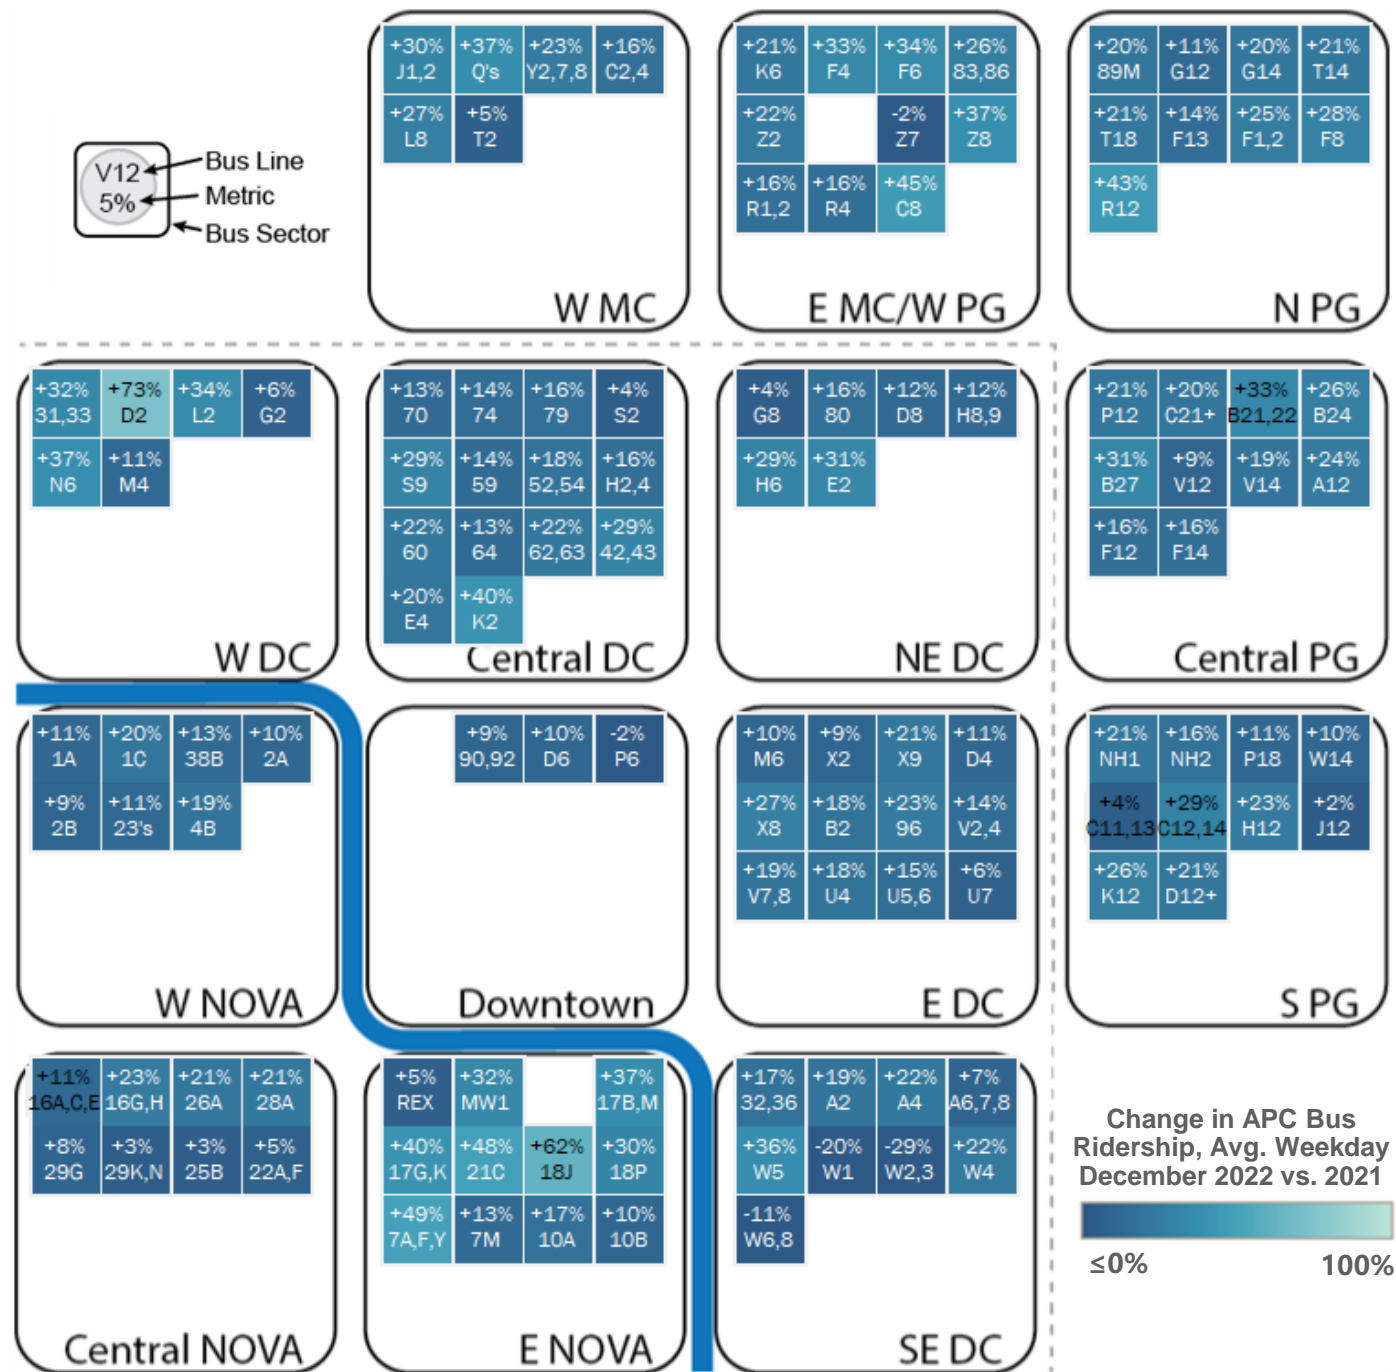 +30% +37% +23% +16%
J1,2 Q's Y2,7,8 C2,4
+27% +5%
L8 T2
W MC
+21% +33% +34% +26%
K6 F4 F6 83,86
+22% -2% +37%
Z2 Z7 Z8
+16% +16% +45%
R1,2 R4 C8
E MC/W PG
+20% +11% +20% +21%
89M G12 G14 T14
+21% +14% +25% +28%
T18 F13 F1,2 F8
+43%
R12
N PG
V12 Bus Line
5% Metric
Bus Sector
+32% +73% +34% +6%
31,33 D2 L2 G2
+37% +11%
N6 M4
W DC
+13% +14% +16% +4%
70 74 79 S2
+29% +14% +18% +16%
S9 59 52,54 H2,4
+22% +13% +22% +29%
60 64 62,63 42,43
+20% +40%
E4 K2
Central DC
+4% +16% +12% +12%
G8 80 D8 H8,9
+29% +31%
H6 E2
NE DC
+21% +20% +33% +26%
P12 C21+ B21,22 B24
+31% +9% +19% +24%
B27 V12 V14 A12
+16% +16%
F12 F14
Central PG
+11% +20% +13% +10%
1A 1C 38B 2A
+9% +11% +19%
2B 23's 4B
W NOVA
+9% +10% -2%
90,92 D6 P6
Downtown
+10% +9% +21% +11%
M6 X2 X9 D4
+27% +18% +23% +14%
X8 B2 96 V2,4
+19% +18% +15% +6%
V7,8 U4 U5,6 U7
E DC
+21% +16% +11% +10%
NH1 NH2 P18 W14
+4% +29% +23% +2%
C11,13 C12,14 H12 J12
+26% +21%
K12 D12+
S PG
+11% +23% +21% +21%
16A,C,E 16G,H 26A 28A
+8% +3% +3% +5%
29G 29K,N 25B 22A,F
Central NOVA
+5% +32% +37%
REX MW1 17B,M
+40% +48% +62% +30%
17G,K 21C 18J 18P
+49% +13% +17% +10%
7A,F,Y 7M 10A 10B
E NOVA
+17% +19% +22% +7%
32,36 A2 A4 A6,7,8
+36% -20% -29% +22%
W5 W1 W2,3 W4
-11%
W6,8
SE DC
Change in APC Bus
Ridership, Avg. Weekday
December 2022 vs. 2021
≤0% 100%